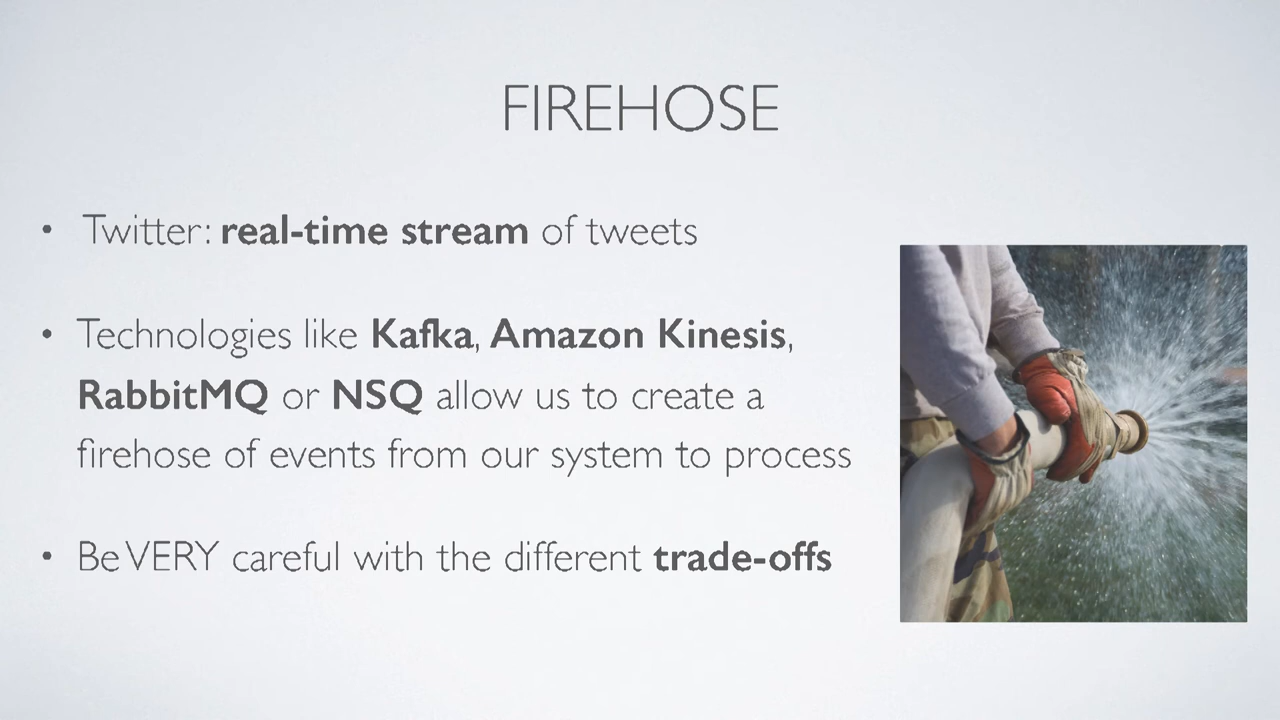 FIREHOSE
• Twitter: real-time stream of tweets
• Technologies like Kafka, Amazon Kinesis,
RabbitMQ or NSQ allow us to create a
firehose of events from our system to process
• Be VERY careful with the different trade-offs